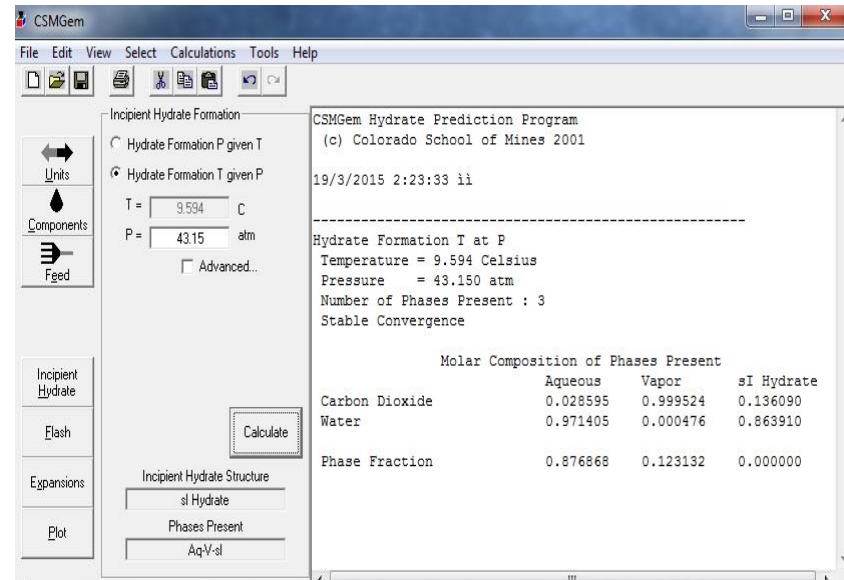 CSMGem
File Edit View Select Calculations Tools Help
Units
Components
Feed
Incipient Hydrate
Flash
Expansions
Plot
Incipient Hydrate Formation
Hydrate Formation P given T
Hydrate Formation T given P
T = 9.594 C
P = 43.15 atm
Advanced...
Calculate
Incipient Hydrate Structure
sI Hydrate
Phases Present
Aq-V-sI
CSMGem Hydrate Prediction Program
(c) Colorado School of Mines 2001
19/3/2015 2:23:33 ìì
------------------------------------------------------
Hydrate Formation T at P
Temperature = 9.594 Celsius
Pressure = 43.150 atm
Number of Phases Present : 3
Stable Convergence
Molar Composition of Phases Present
Aqueous Vapor sI Hydrate
Carbon Dioxide 0.028595 0.999524 0.136090
Water 0.971405 0.000476 0.863910
Phase Fraction 0.876868 0.123132 0.000000